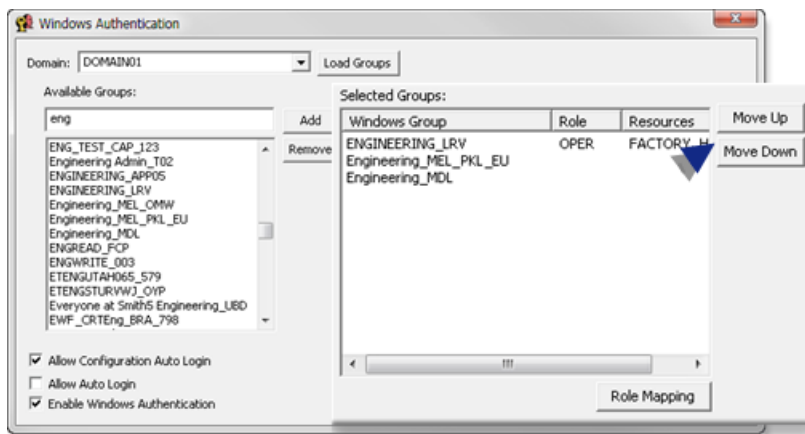 Windows Authentication
Domain: DOMAIN01 Load Groups
Available Groups:
eng
Add
Remove
ENG_TEST_CAP_123
Engineering Admin_T02
ENGINEERING_APP05
ENGINEERING_LRV
Engineering_MEL_OMW
Engineering_MEL_PKL_EU
Engineering_MDL
ENGREAD_FCP
ENGWRITE_003
ETENGUTAH065_579
ETENGSTURVWJ_OYP
Everyone at SmithS Engineering_UBD
EWF_CRTEng_BRA_798
Allow Configuration Auto Login
Allow Auto Login
Enable Windows Authentication
Selected Groups:
Windows Group Role Resources
ENGINEERING_LRV OPER FACTORY_H
Engineering_MEL_PKL_EU
Engineering_MDL
Move Up
Move Down
Role Mapping